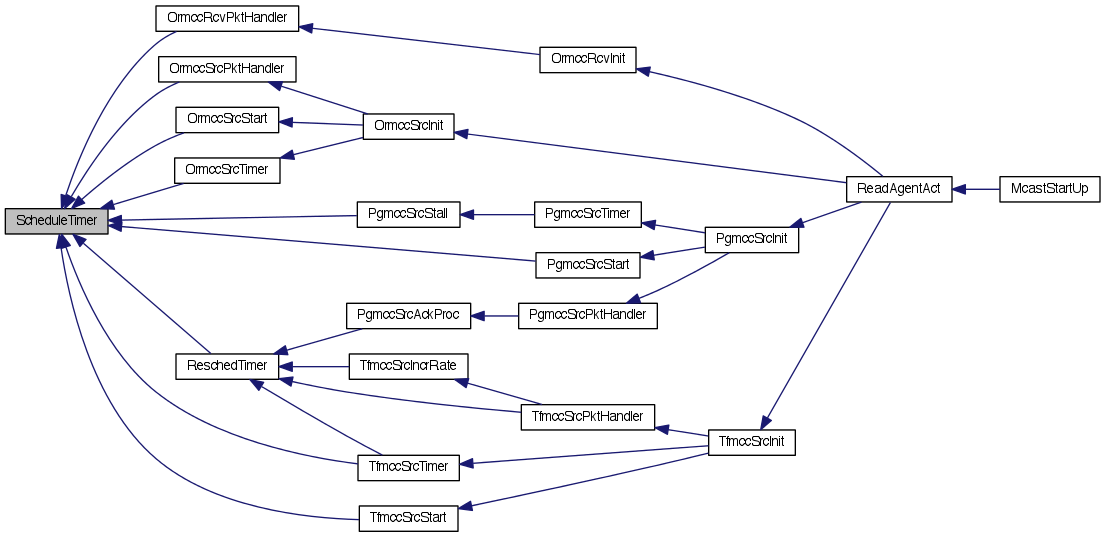 OrmccRcvPktHandler
OrmccRcvInit
OrmccSrcPktHandler
OrmccSrcStart
OrmccSrcInit
OrmccSrcTimer
ReadAgentAct
McastStartUp
ScheduleTimer
PgmccSrcStall
PgmccSrcTimer
PgmccSrcInit
PgmccSrcStart
PgmccSrcAckProc
PgmccSrcPktHandler
ReschedTimer
TfmccSrcIncrRate
TfmccSrcPktHandler
TfmccSrcInit
TfmccSrcTimer
TfmccSrcStart